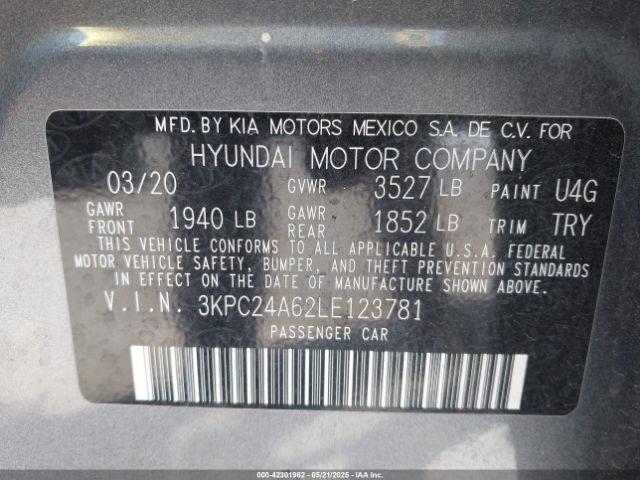 MFD. BY KIA MOTORS MEXICO S.A. DE C.V. FOR
HYUNDAI MOTOR COMPANY
03/20 GVWR 3527 LB PAINT U4G
GAWR FRONT 1940 LB GAWR REAR 1852 LB TRIM TRY
THIS VEHICLE CONFORMS TO ALL APPLICABLE U.S.A. FEDERAL
MOTOR VEHICLE SAFETY, BUMPER, AND THEFT PREVENTION STANDARDS
IN EFFECT ON THE DATE OF MANUFACTURE SHOWN ABOVE.
V.I.N. 3KPC24A62LE123781
PASSENGER CAR
000-42301982 - 05/21/2025 - IAAI.COM